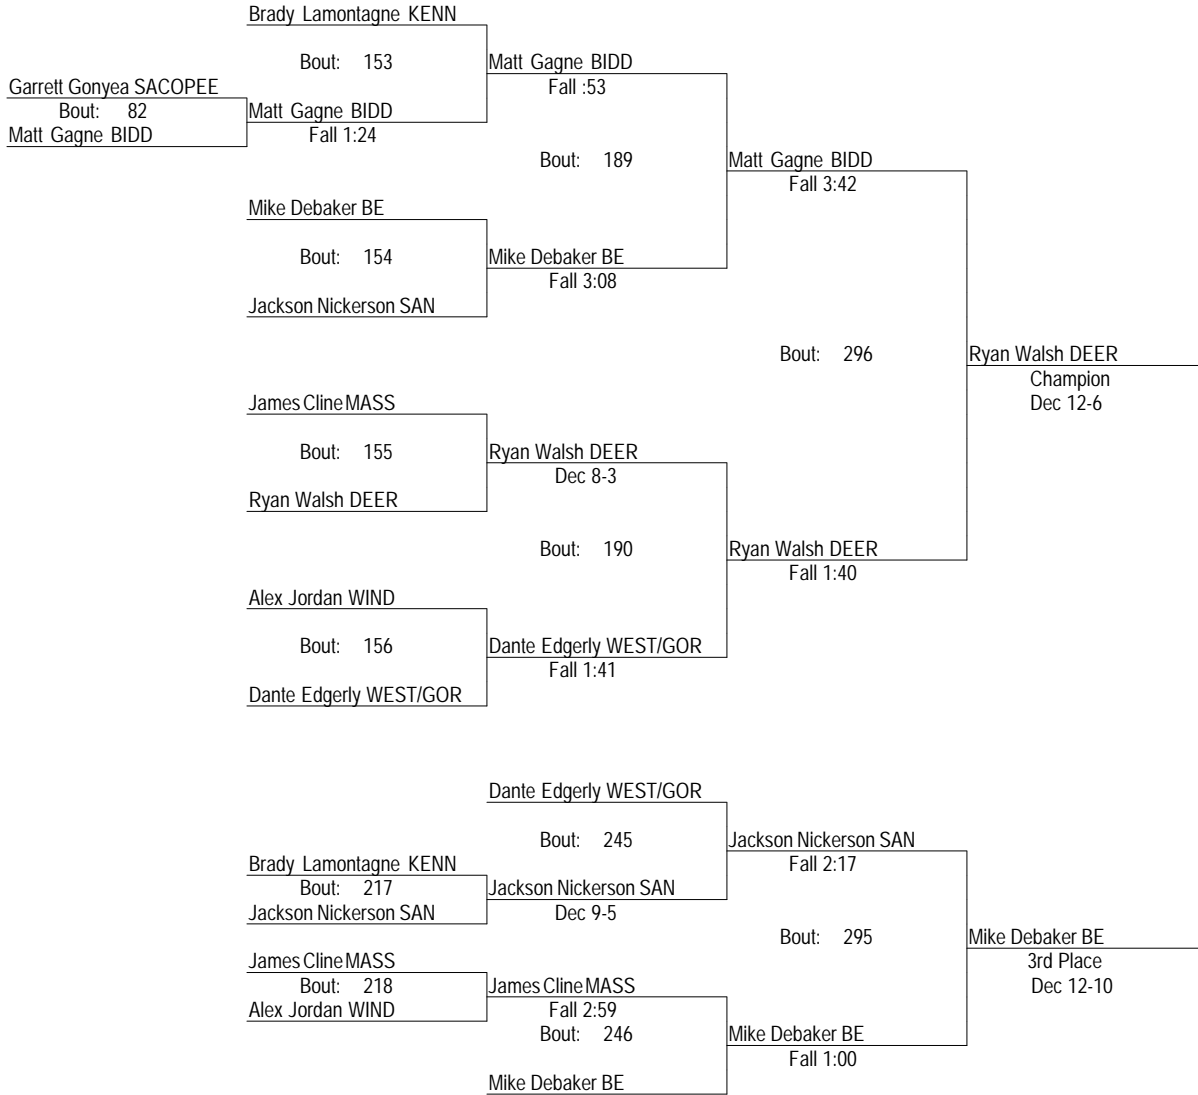 Brady Lamontagne KENN
Bout: 153
Matt Gagne BIDD
Fall :53
Garrett Gonyea SACOPEE
Bout: 82
Matt Gagne BIDD
Matt Gagne BIDD
Fall 1:24
Bout: 189
Matt Gagne BIDD
Fall 3:42
Mike Debaker BE
Bout: 154
Mike Debaker BE
Fall 3:08
Jackson Nickerson SAN
Bout: 296
Ryan Walsh DEER
Champion
Dec 12-6
James Cline MASS
Bout: 155
Ryan Walsh DEER
Dec 8-3
Ryan Walsh DEER
Bout: 190
Ryan Walsh DEER
Fall 1:40
Alex Jordan WIND
Bout: 156
Dante Edgerly WEST/GOR
Fall 1:41
Dante Edgerly WEST/GOR
Dante Edgerly WEST/GOR
Bout: 245
Jackson Nickerson SAN
Fall 2:17
Brady Lamontagne KENN
Bout: 217
Jackson Nickerson SAN
Jackson Nickerson SAN
Dec 9-5
Bout: 295
Mike Debaker BE
3rd Place
Dec 12-10
James Cline MASS
Bout: 218
Alex Jordan WIND
James Cline MASS
Fall 2:59
Bout: 246
Mike Debaker BE
Fall 1:00
Mike Debaker BE